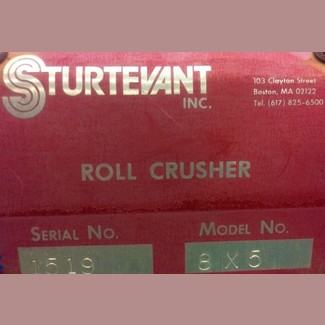 STURTEVANT
INC.
103 Clayton Street
Boston, MA 02122
Tel. (617) 825-6500
ROLL CRUSHER
SERIAL NO. MODEL NO.
1519 8 X 5